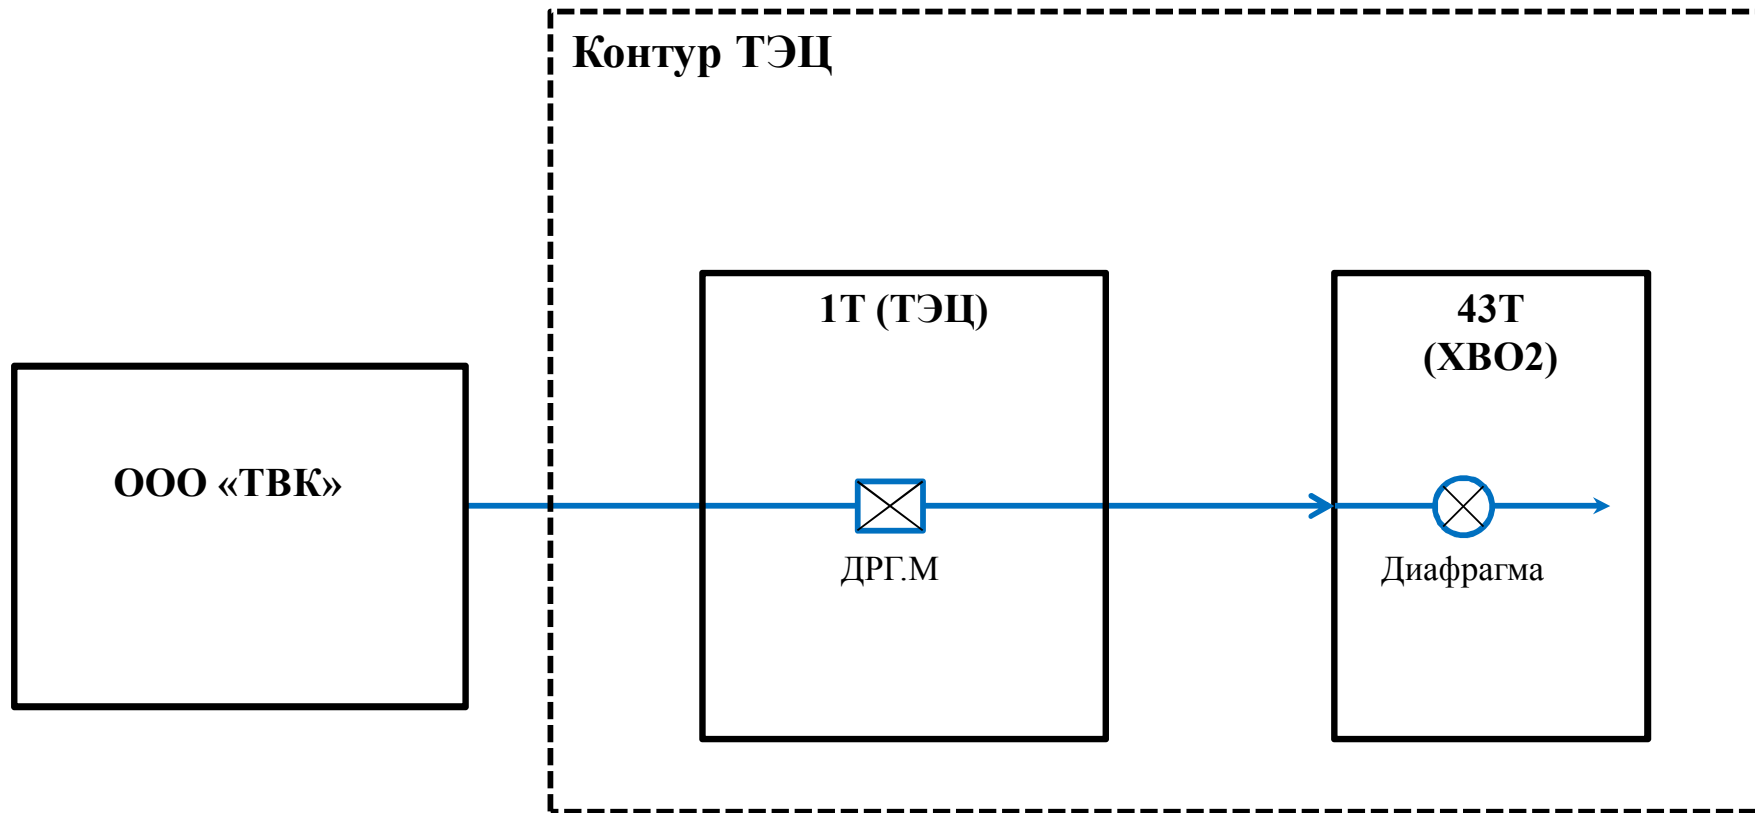 Контур ТЭЦ
1Т (ТЭЦ)
43Т
(ХВО2)
ООО «ТВК»
ДРГ.М
Диафрагма